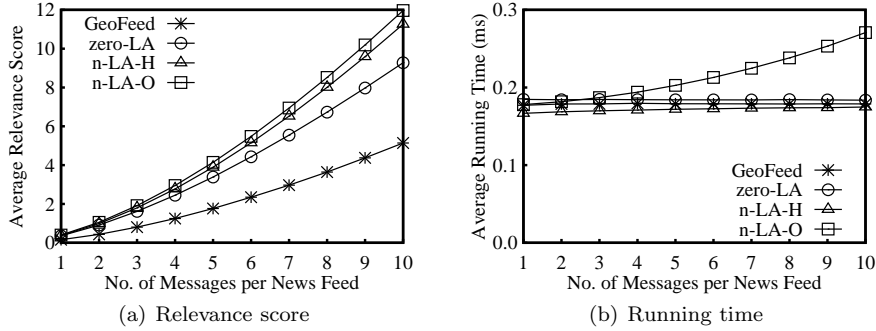 Average Relevance Score
12
10
8
6
4
2
0
GeoFeed
zero-LA
n-LA-H
n-LA-O
1 2 3 4 5 6 7 8 9 10
No. of Messages per News Feed
(a) Relevance score
Average Running Time (ms)
0.3
0.2
0.1
0.0
GeoFeed
zero-LA
n-LA-H
n-LA-O
1 2 3 4 5 6 7 8 9 10
No. of Messages per News Feed
(b) Running time